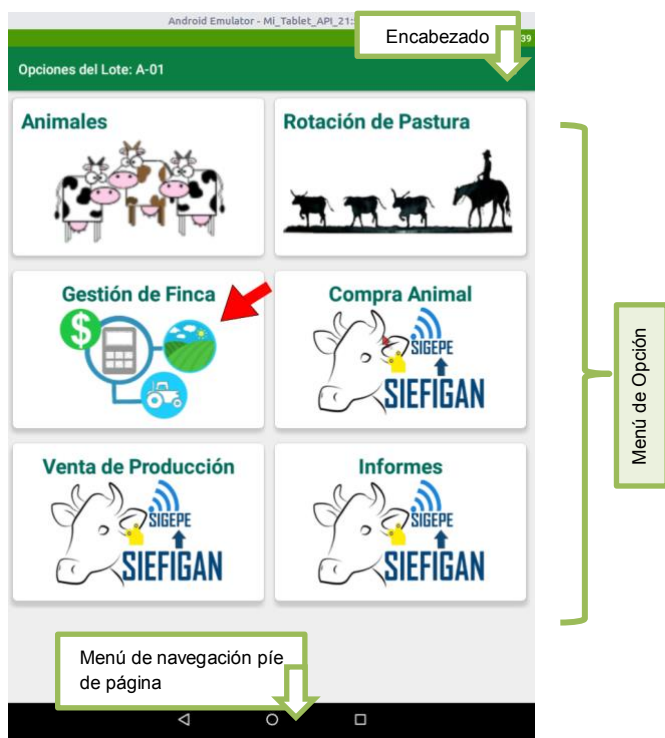 Android Emulator - Mi_Tablet_API_21:
Encabezado
39
Opciones del Lote: A-01
Animales
Rotación de Pastura
Gestión de Finca
$
Compra Animal
SIGEPE
SIEFIGAN
Menú de Opción
Venta de Producción
SIGEPE
SIEFIGAN
Informes
SIGEPE
SIEFIGAN
Menú de navegación píe
de página